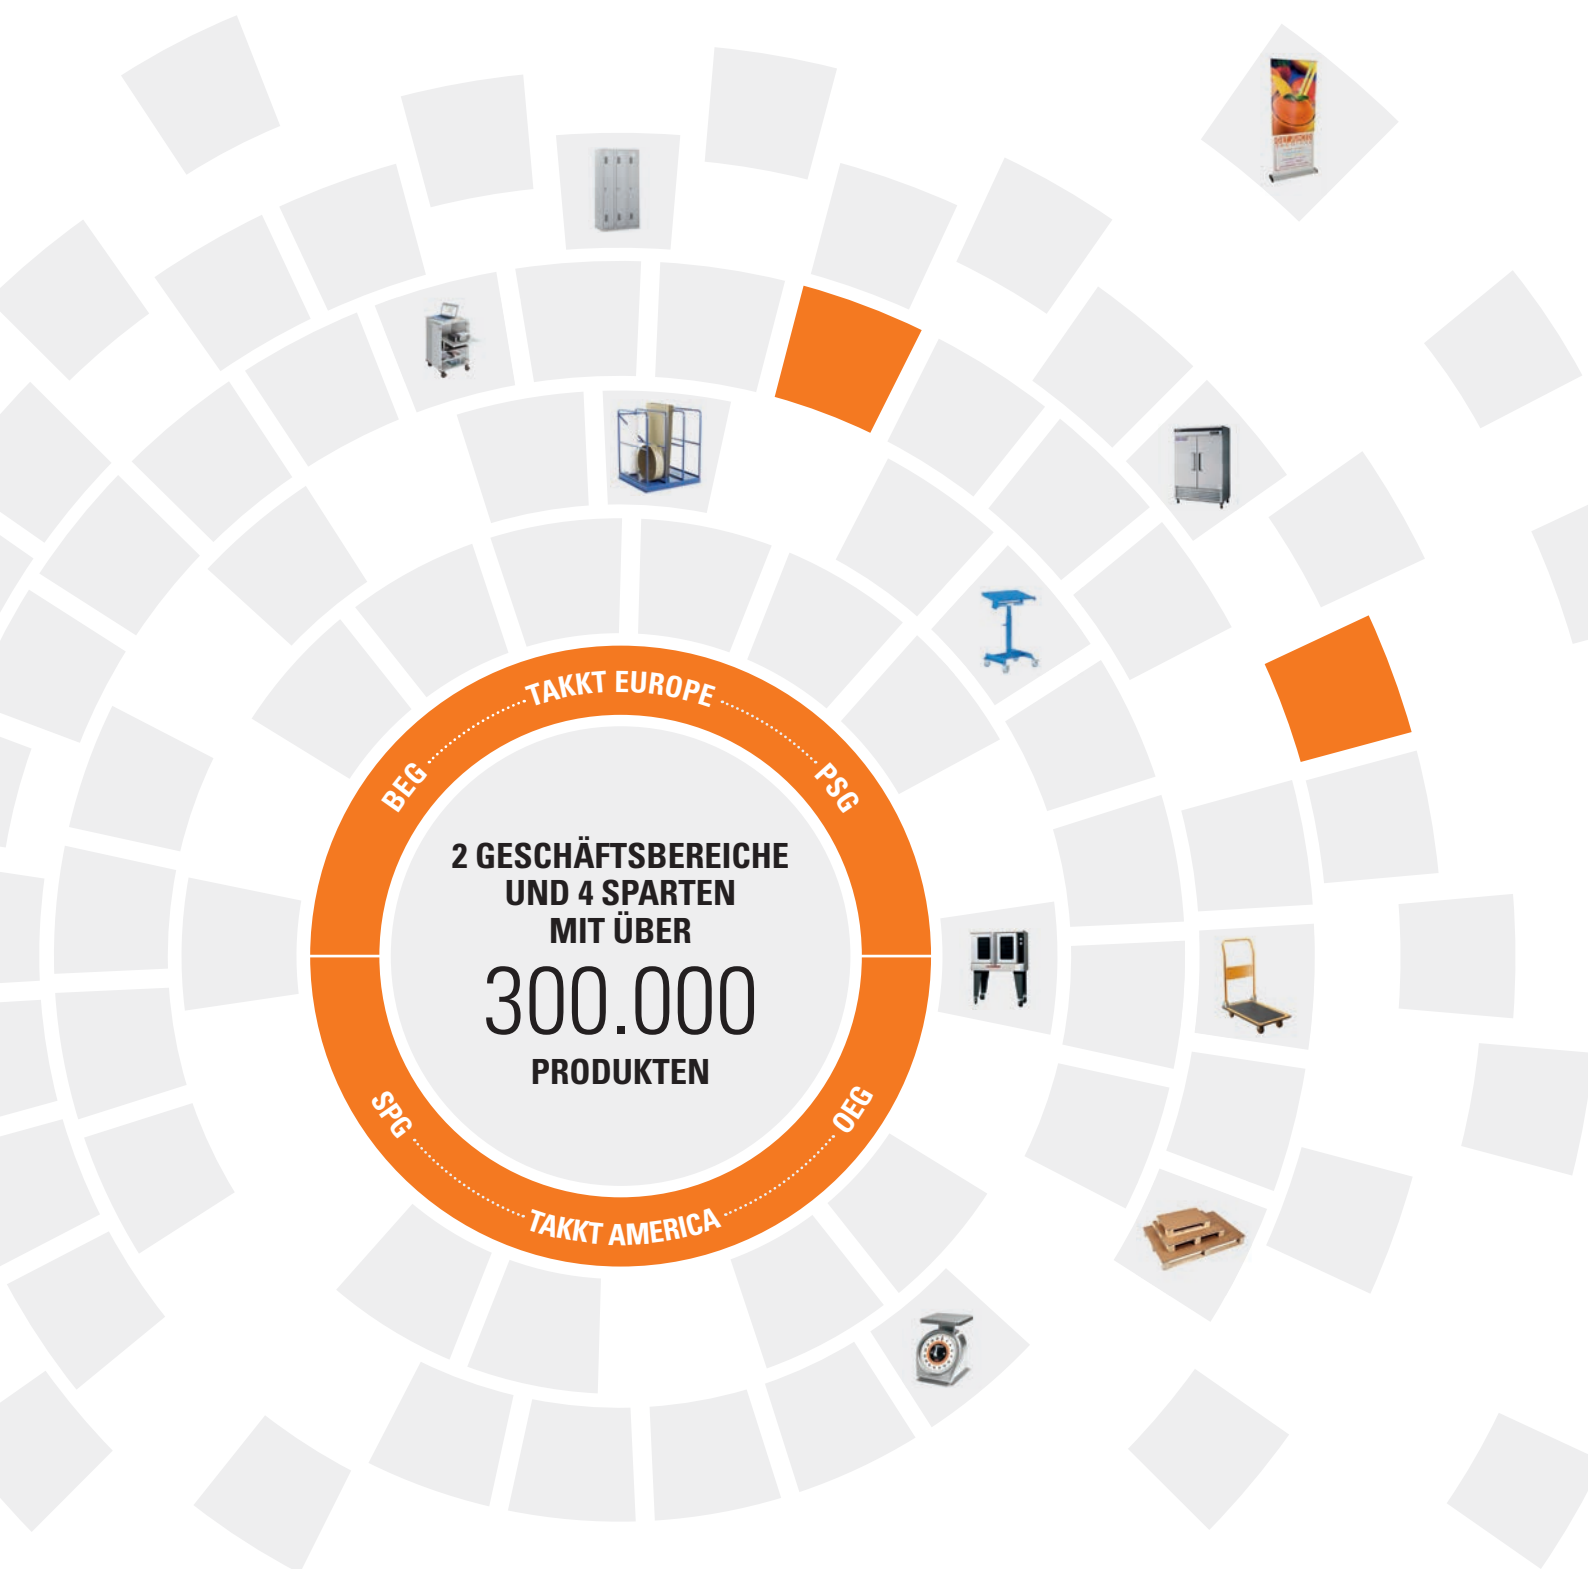 TAKKT EUROPE
BEG
PSG
2 GESCHÄFTSBEREICHE
UND 4 SPARTEN
MIT ÜBER
300.000
PRODUKTEN
SPG
OEG
TAKKT AMERICA